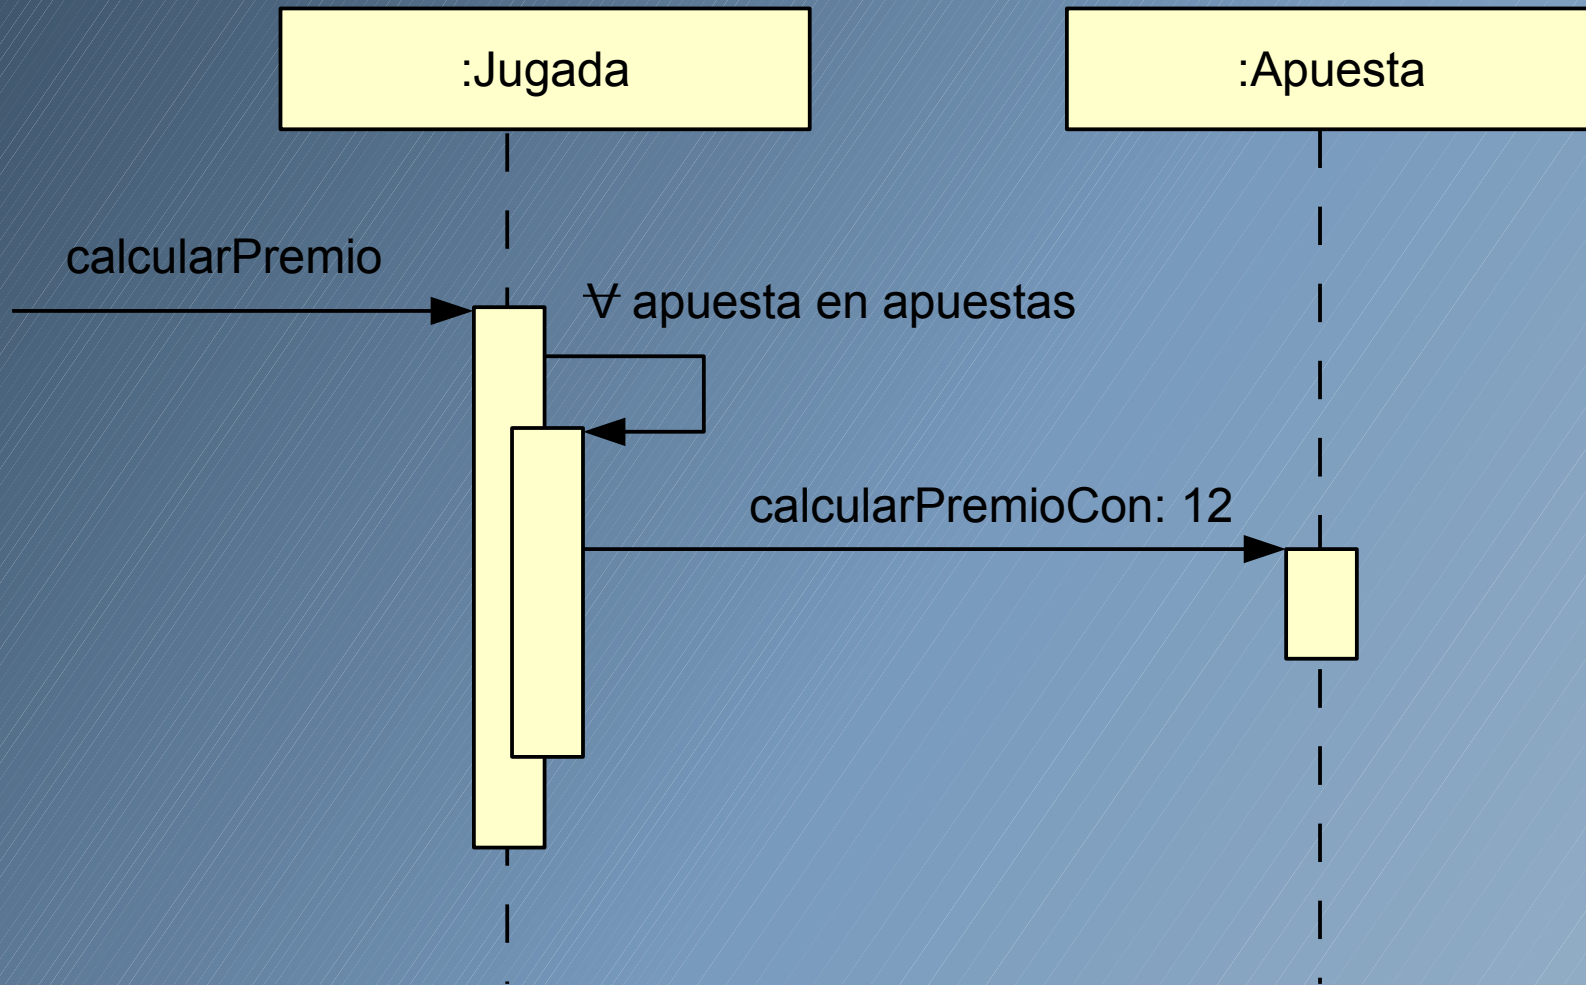 :Jugada
:Apuesta
calcularPremio
∀ apuesta en apuestas
calcularPremioCon: 12